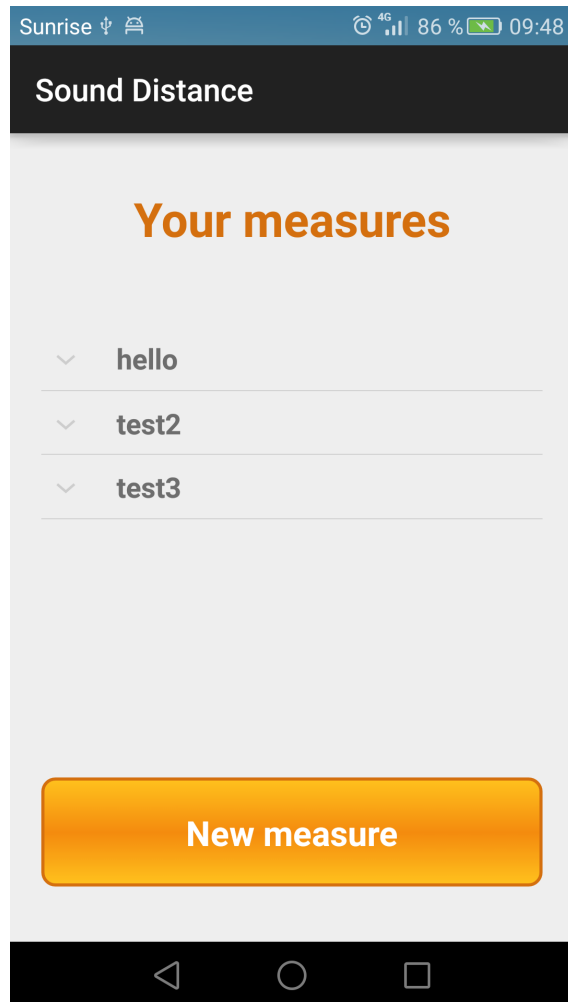 Sunrise 4G 86 % 09:48
Sound Distance
Your measures
hello
test2
test3
New measure